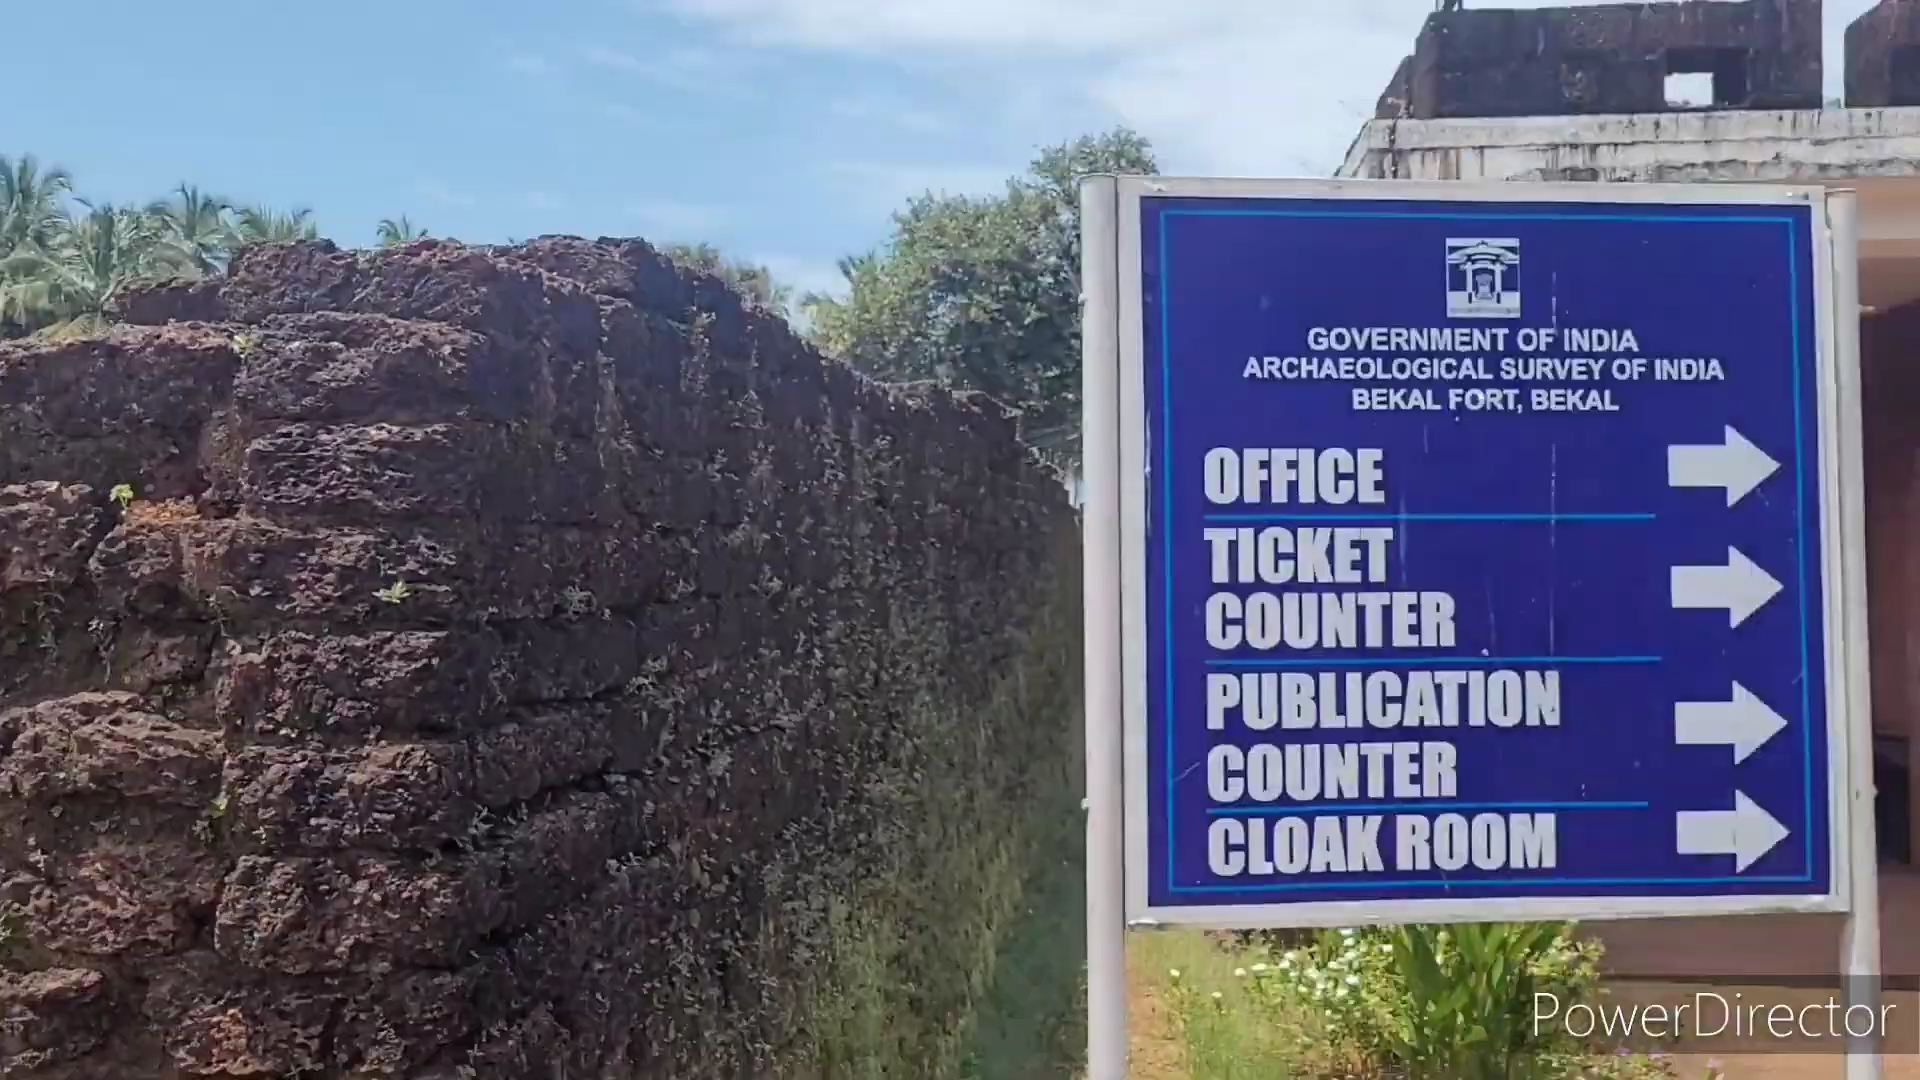 GOVERNMENT OF INDIA
ARCHAEOLOGICAL SURVEY OF INDIA
BEKAL FORT, BEKAL
OFFICE
TICKET
COUNTER
PUBLICATION
COUNTER
CLOAK ROOM
PowerDirector